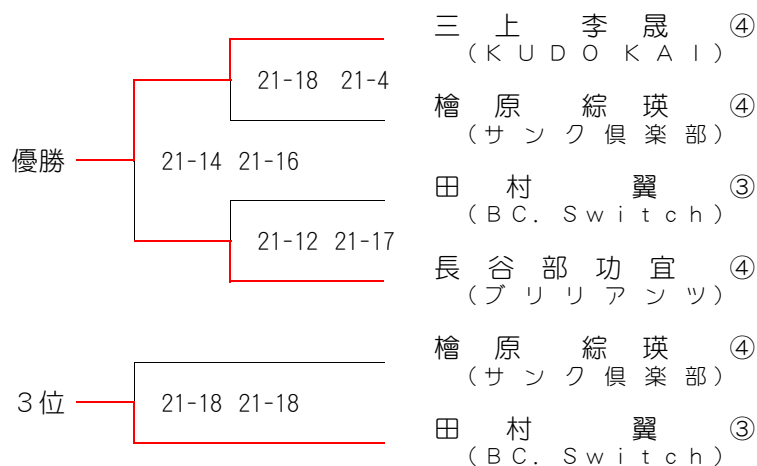 三上 李晟 ④
(KUDOKAI)
21-18 21-4
檜原 綜瑛 ④
(サンク倶楽部)
優勝
21-14 21-16
田村 翼 ③
(BC. Switch)
21-12 21-17
長谷部功宜 ④
(ブリリアンツ)
檜原 綜瑛 ④
(サンク倶楽部)
3位
21-18 21-18
田村 翼 ③
(BC. Switch)